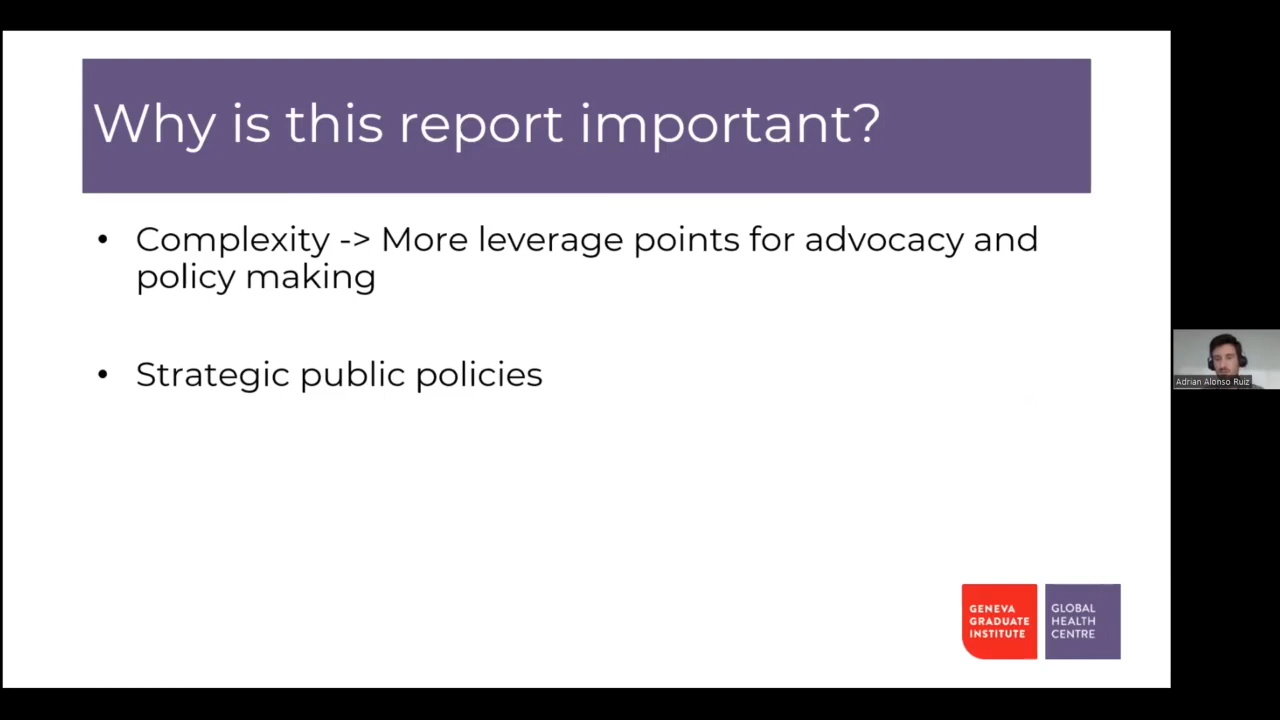 Why is this report important?
• Complexity -> More leverage points for advocacy and
policy making
• Strategic public policies
Adrian Alonso Ruiz
GENEVA
GRADUATE
INSTITUTE
GLOBAL
HEALTH
CENTRE